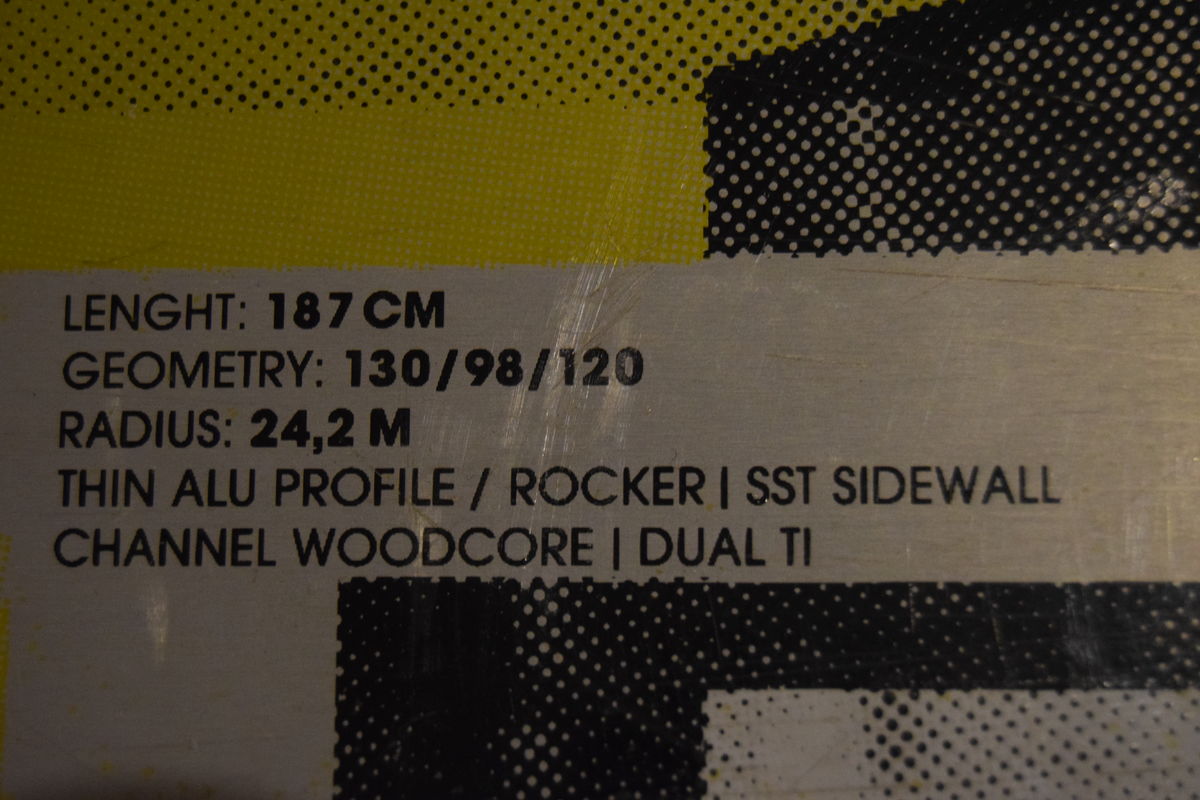 LENGHT: 187 CM
GEOMETRY: 130/98/120
RADIUS: 24,2 M
THIN ALU PROFILE / ROCKER | SST SIDEWALL
CHANNEL WOODCORE | DUAL TI